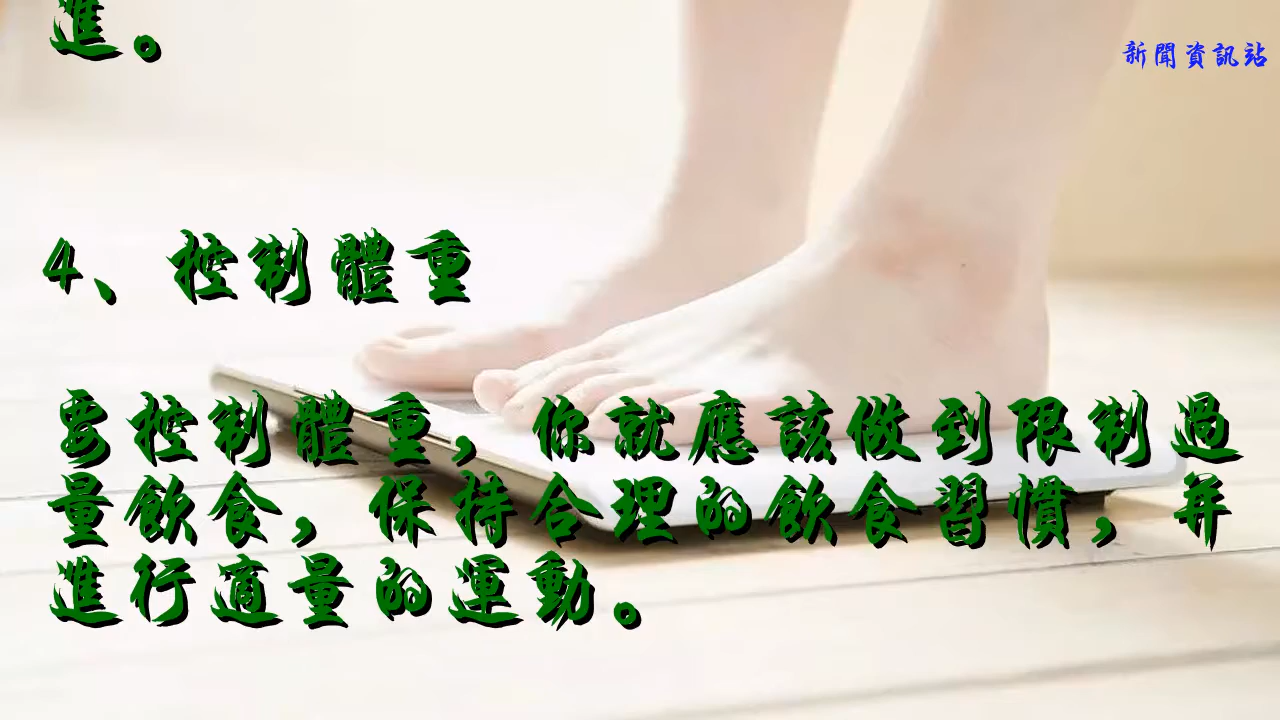 進。
新聞資訊站
4、控制體重
要控制體重，你就應該做到限制過
量飲食，保持合理的飲食習慣，并
進行適量的運動。